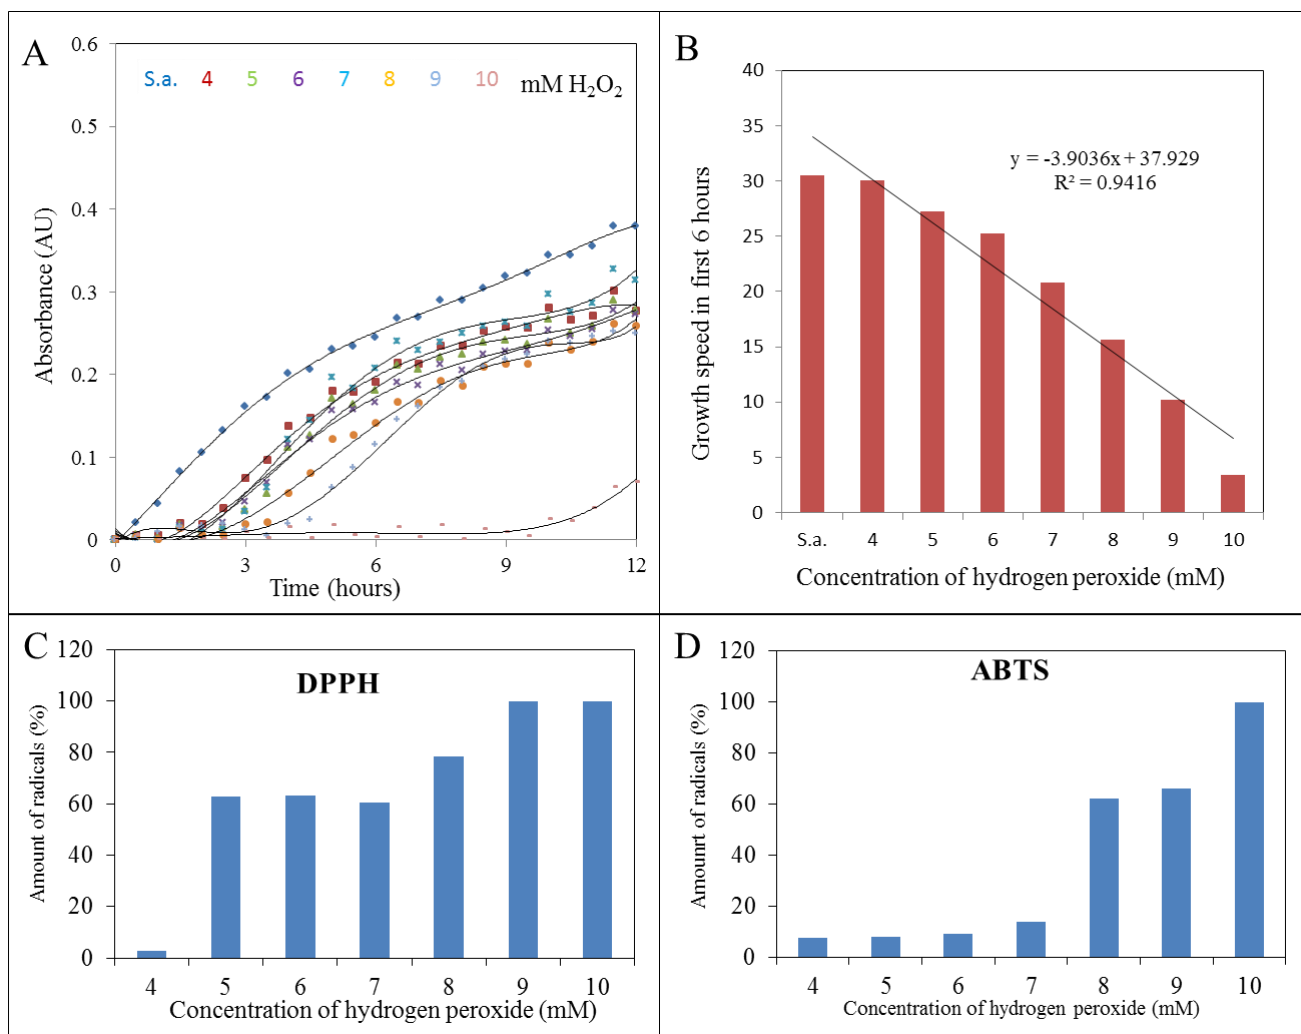 A
0.6
0.5
0.4
0.3
0.2
0.1
0
Absorbance (AU)
S.a. 4 5 6 7 8 9 10 mM H₂O₂
0 3 6 9 12
Time (hours)
B
40
35
30
25
20
15
10
5
0
Growth speed in first 6 hours
y = -3.9036x + 37.929
R² = 0.9416
S.a. 4 5 6 7 8 9 10
Concentration of hydrogen peroxide (mM)
C
120
100
80
60
40
20
0
Amount of radicals (%)
DPPH
4 5 6 7 8 9 10
Concentration of hydrogen peroxide (mM)
D
120
100
80
60
40
20
0
Amounrt of radicals (%)
ABTS
4 5 6 7 8 9 10
Concentration of hydrogen peroxide (mM)